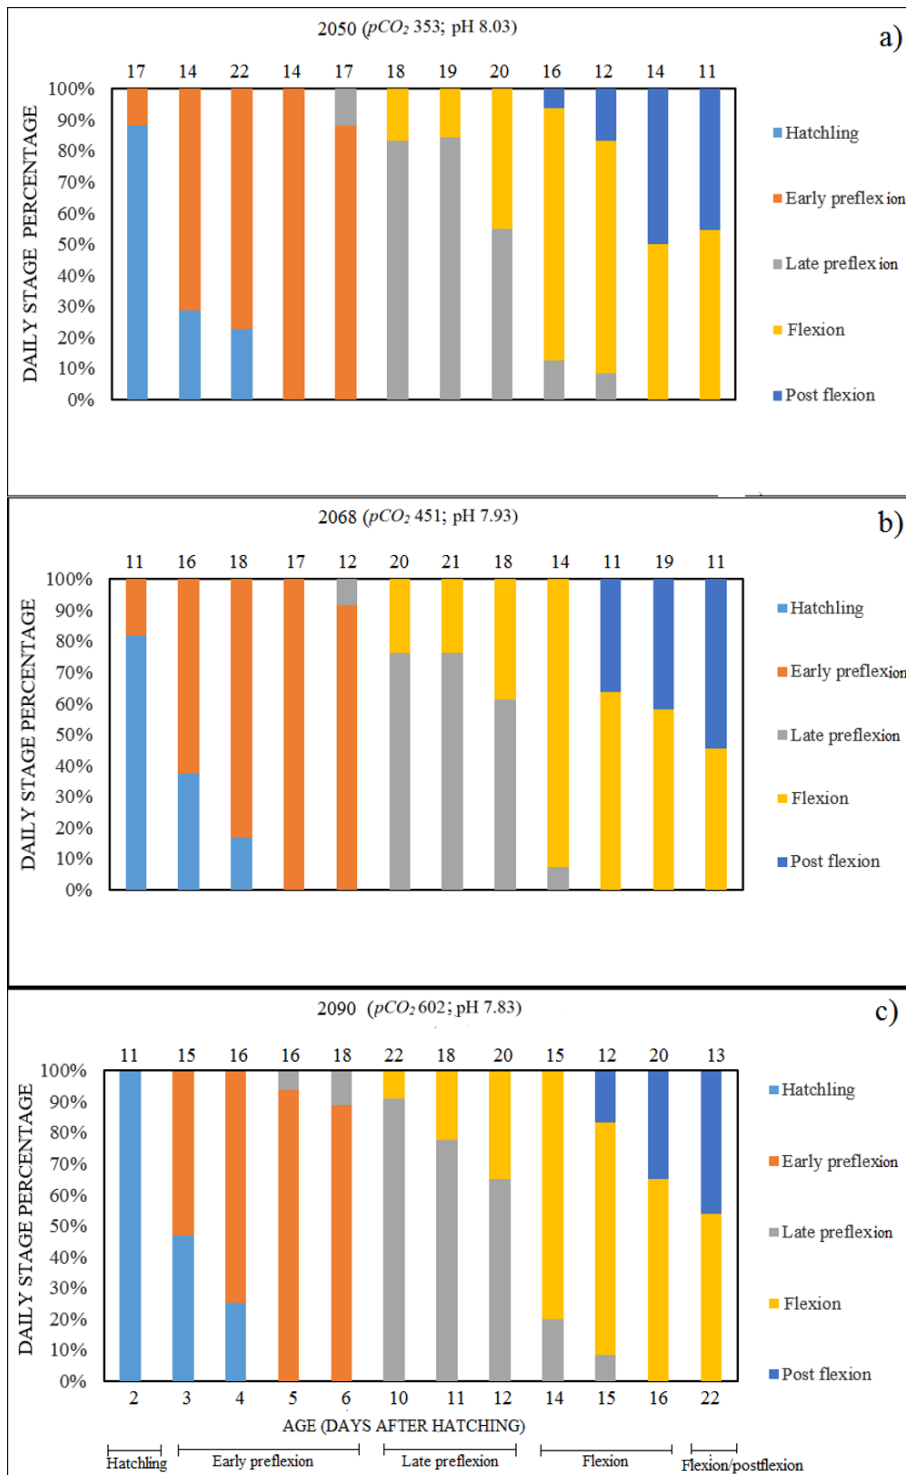 2050 (pCO₂ 353; pH 8.03)
a)
17 14 22 14 17 18 19 20 16 12 14 11
DAILY STAGE PERCENTAGE
100%
90%
80%
70%
60%
50%
40%
30%
20%
10%
0%
Hatchling
Early preflexion
Late preflexion
Flexion
Post flexion
2068 (pCO₂ 451; pH 7.93)
b)
11 16 18 17 12 20 21 18 14 11 19 11
DAILY STAGE PERCENTAGE
100%
90%
80%
70%
60%
50%
40%
30%
20%
10%
0%
Hatchling
Early preflexion
Late preflexion
Flexion
Post flexion
2090 (pCO₂ 602; pH 7.83)
c)
11 15 16 16 18 22 18 20 15 12 20 13
DAILY STAGE PERCENTAGE
100%
90%
80%
70%
60%
50%
40%
30%
20%
10%
0%
Hatchling
Early preflexion
Late preflexion
Flexion
Post flexion
2 3 4 5 6 10 11 12 14 15 16 22
AGE (DAYS AFTER HATCHING)
Hatchling Early preflexion Late preflexion Flexion Flexion/postflexion